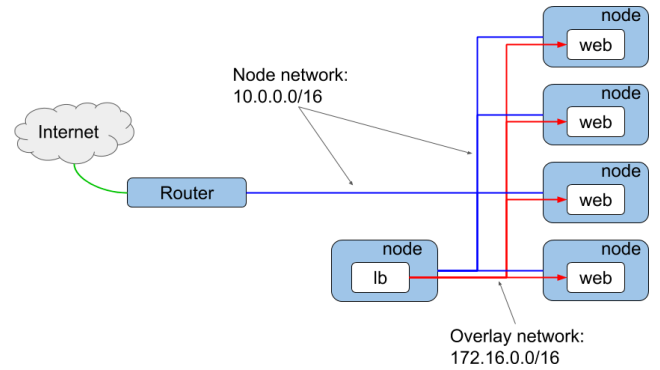 node
web
Node network:
10.0.0.0/16
node
web
Internet
Router
node
web
node
lb
node
web
Overlay network:
172.16.0.0/16